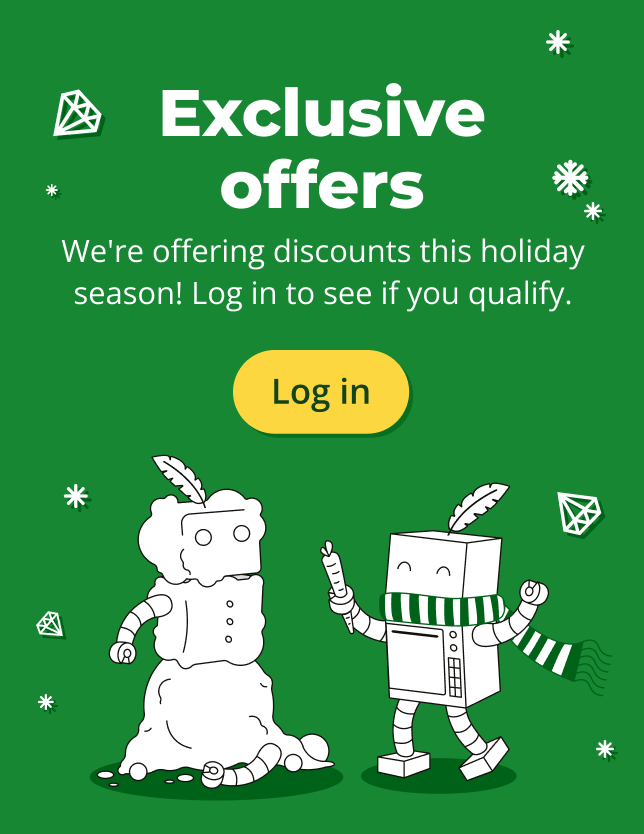 Exclusive
offers
We're offering discounts this holiday
season! Log in to see if you qualify.
Log in